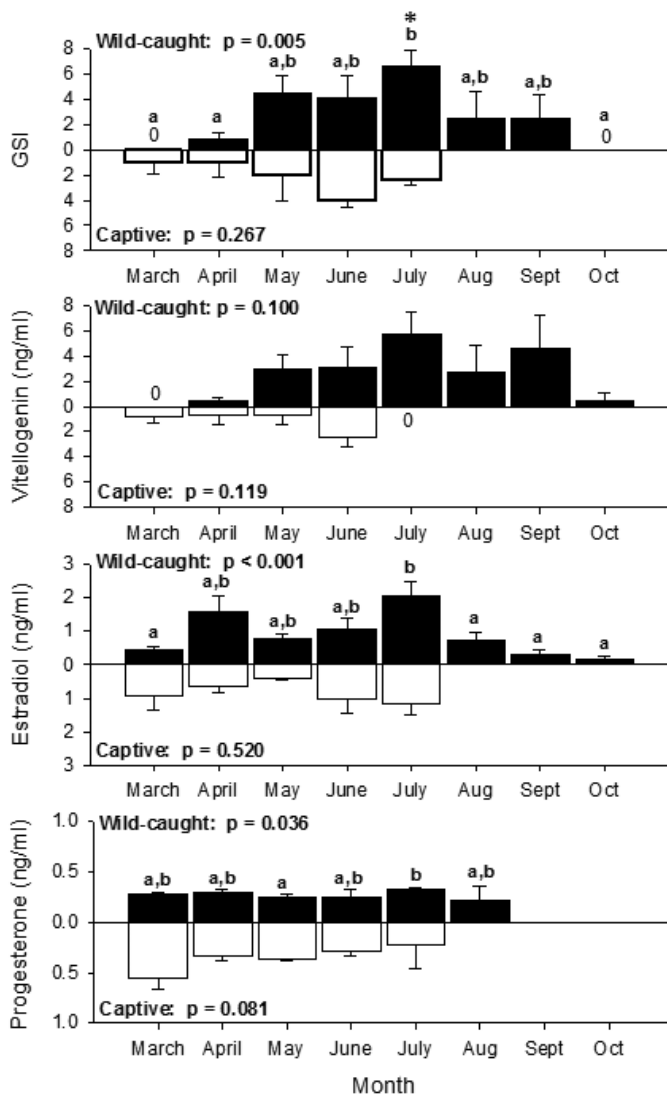 *
Wild-caught: p = 0.005
a a a,b a,b b a,b a,b a
0 0
8
6
4
2
0
2
4
6
8
GSI
Captive: p = 0.267
March April May June July Aug Sept Oct
Wild-caught: p = 0.100
8
6
4
2
0
2
4
6
8
Vitellogenin (ng/ml)
0
0
Captive: p = 0.119
March April May June July Aug Sept Oct
Wild-caught: p < 0.001
a a,b a,b a,b b a a a
3
2
1
0
1
2
3
Estradiol (ng/ml)
Captive: p = 0.520
March April May June July Aug Sept Oct
Wild-caught: p = 0.036
a,b a,b a a,b b a,b
1.0
0.5
0.0
0.5
1.0
Progesterone (ng/ml)
Captive: p = 0.081
March April May June July Aug Sept Oct
Month